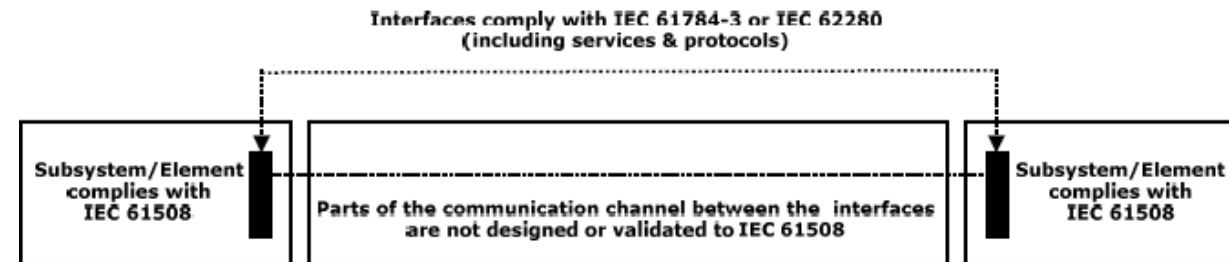 Interfaces comply with IEC 61784-3 or IEC 62280
(including services & protocols)
Subsystem/Element
complies with
IEC 61508
Parts of the communication channel between the interfaces
are not designed or validated to IEC 61508
Subsystem/Element
complies with
IEC 61508